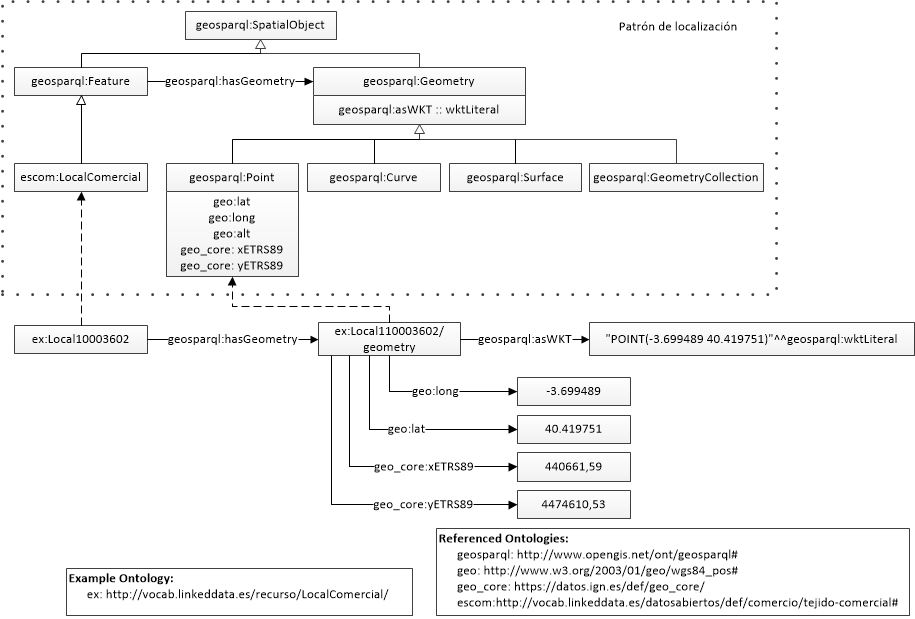 geosparql:SpatialObject
Patrón de localización
geosparql:Feature
geosparql:hasGeometry
geosparql:Geometry
geosparql:asWKT :: wktLiteral
escom:LocalComercial
geosparql:Point
geo:lat
geo:long
geo:alt
geo_core: xETRS89
geo_core: yETRS89
geosparql:Curve
geosparql:Surface
geosparql:GeometryCollection
ex:Local10003602
geosparql:hasGeometry
ex:Local110003602/
geometry
geosparql:asWKT
"POINT(-3.699489 40.419751)"^^geosparql:wktLiteral
geo:long
-3.699489
geo:lat
40.419751
geo_core:xETRS89
440661,59
geo_core:yETRS89
4474610,53
Example Ontology:
ex: http://vocab.linkeddata.es/recurso/LocalComercial/
Referenced Ontologies:
geosparql: http://www.opengis.net/ont/geosparql#
geo: http://www.w3.org/2003/01/geo/wgs84_pos#
geo_core: https://datos.ign.es/def/geo_core/
escom:http://vocab.linkeddata.es/datosabiertos/def/comercio/tejido-comercial#